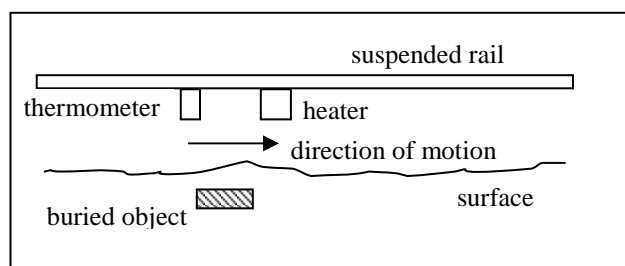 suspended rail
thermometer
heater
direction of motion
surface
buried object